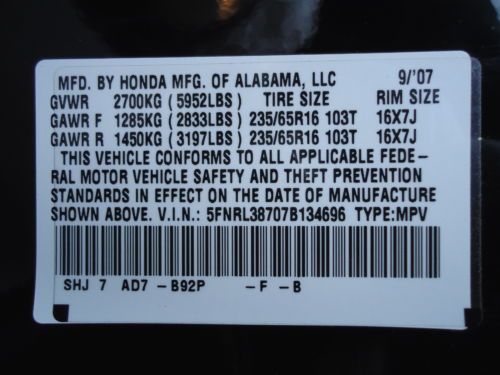 MFD. BY HONDA MFG. OF ALABAMA, LLC 9/'07
GVWR 2700KG (5952LBS) TIRE SIZE RIM SIZE
GAWR F 1285KG (2833LBS) 235/65R16 103T 16X7J
GAWR R 1450KG (3197LBS) 235/65R16 103T 16X7J
THIS VEHICLE CONFORMS TO ALL APPLICABLE FEDE-
RAL MOTOR VEHICLE SAFETY AND THEFT PREVENTION
STANDARDS IN EFFECT ON THE DATE OF MANUFACTURE
SHOWN ABOVE. V.I.N.: 5FNRL38707B134696 TYPE:MPV
SHJ 7 AD7 -B92P -F -B